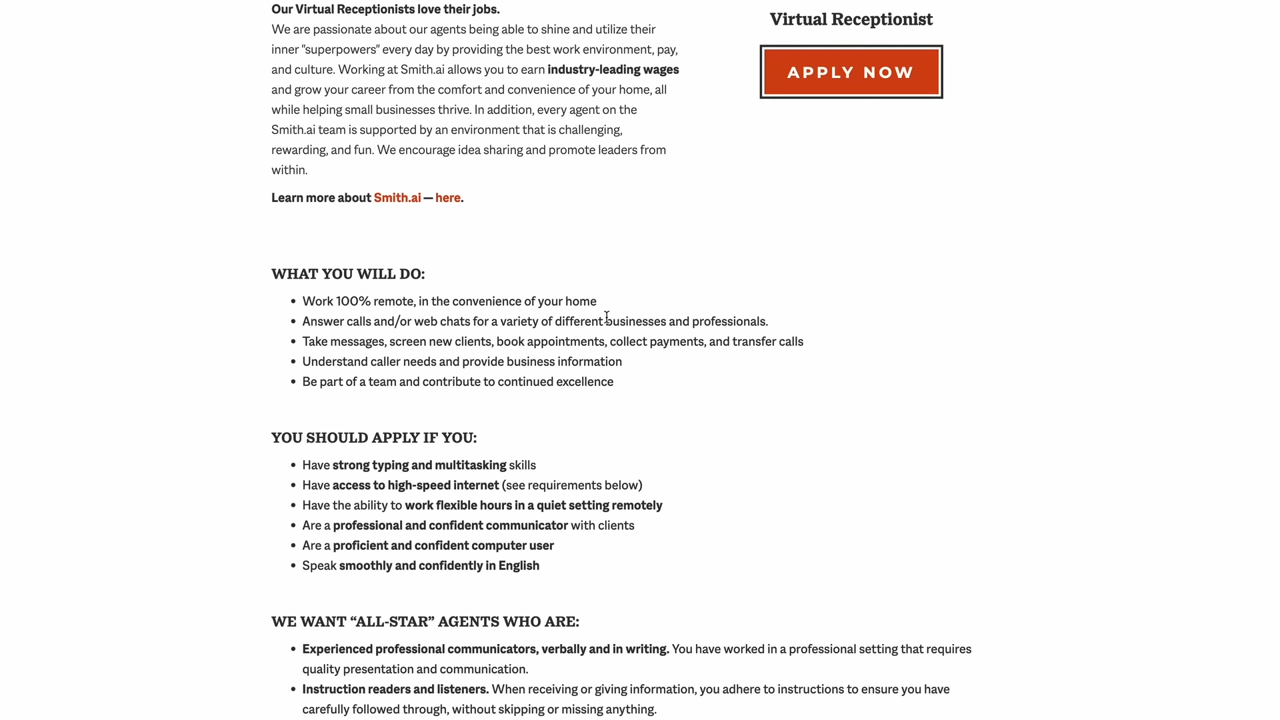 Our Virtual Receptionists love their jobs.
We are passionate about our agents being able to shine and utilize their
inner "superpowers" every day by providing the best work environment, pay,
and culture. Working at Smith.ai allows you to earn industry-leading wages
and grow your career from the comfort and convenience of your home, all
while helping small businesses thrive. In addition, every agent on the
Smith.ai team is supported by an environment that is challenging,
rewarding, and fun. We encourage idea sharing and promote leaders from
within.
Learn more about Smith.ai — here.
Virtual Receptionist
APPLY NOW
WHAT YOU WILL DO:
• Work 100% remote, in the convenience of your home
• Answer calls and/or web chats for a variety of different businesses and professionals.
• Take messages, screen new clients, book appointments, collect payments, and transfer calls
• Understand caller needs and provide business information
• Be part of a team and contribute to continued excellence
YOU SHOULD APPLY IF YOU:
• Have strong typing and multitasking skills
• Have access to high-speed internet (see requirements below)
• Have the ability to work flexible hours in a quiet setting remotely
• Are a professional and confident communicator with clients
• Are a proficient and confident computer user
• Speak smoothly and confidently in English
WE WANT “ALL-STAR” AGENTS WHO ARE:
• Experienced professional communicators, verbally and in writing. You have worked in a professional setting that requires
quality presentation and communication.
• Instruction readers and listeners. When receiving or giving information, you adhere to instructions to ensure you have
carefully followed through, without skipping or missing anything.